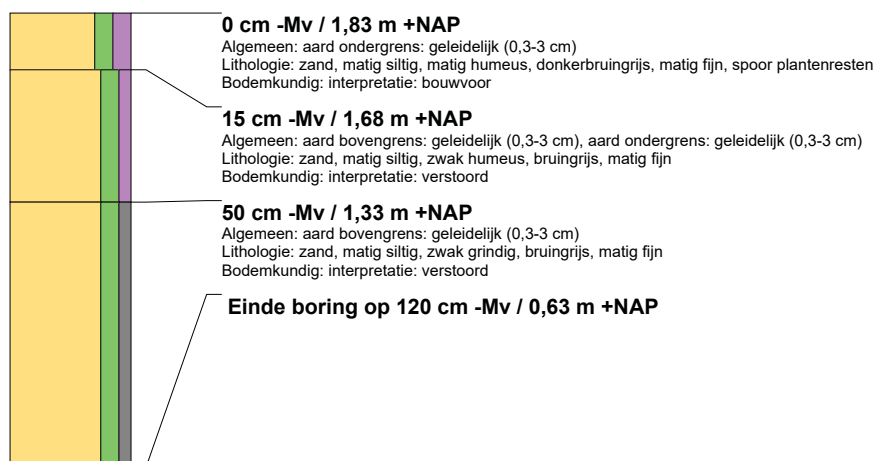 0 cm -Mv / 1,83 m +NAP
Algemeen: aard ondergrens: geleidelijk (0,3-3 cm)
Lithologie: zand, matig siltig, matig humeus, donkerbruingrijs, matig fijn, spoor plantenresten
Bodemkundig: interpretatie: bouwvoor
15 cm -Mv / 1,68 m +NAP
Algemeen: aard bovengrens: geleidelijk (0,3-3 cm), aard ondergrens: geleidelijk (0,3-3 cm)
Lithologie: zand, matig siltig, zwak humeus, bruingrijs, matig fijn
Bodemkundig: interpretatie: verstoord
50 cm -Mv / 1,33 m +NAP
Algemeen: aard bovengrens: geleidelijk (0,3-3 cm)
Lithologie: zand, matig siltig, zwak grindig, bruingrijs, matig fijn
Bodemkundig: interpretatie: verstoord
Einde boring op 120 cm -Mv / 0,63 m +NAP